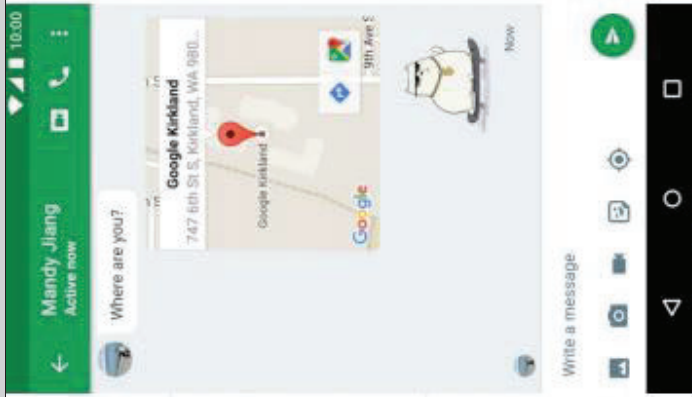 10:00
Mandy Jiang
Active now
Where are you?
Google Kirkland
747 6th St S, Kirkland, WA 980...
Google Kirkland
Google
9th Ave S
Now
Write a message